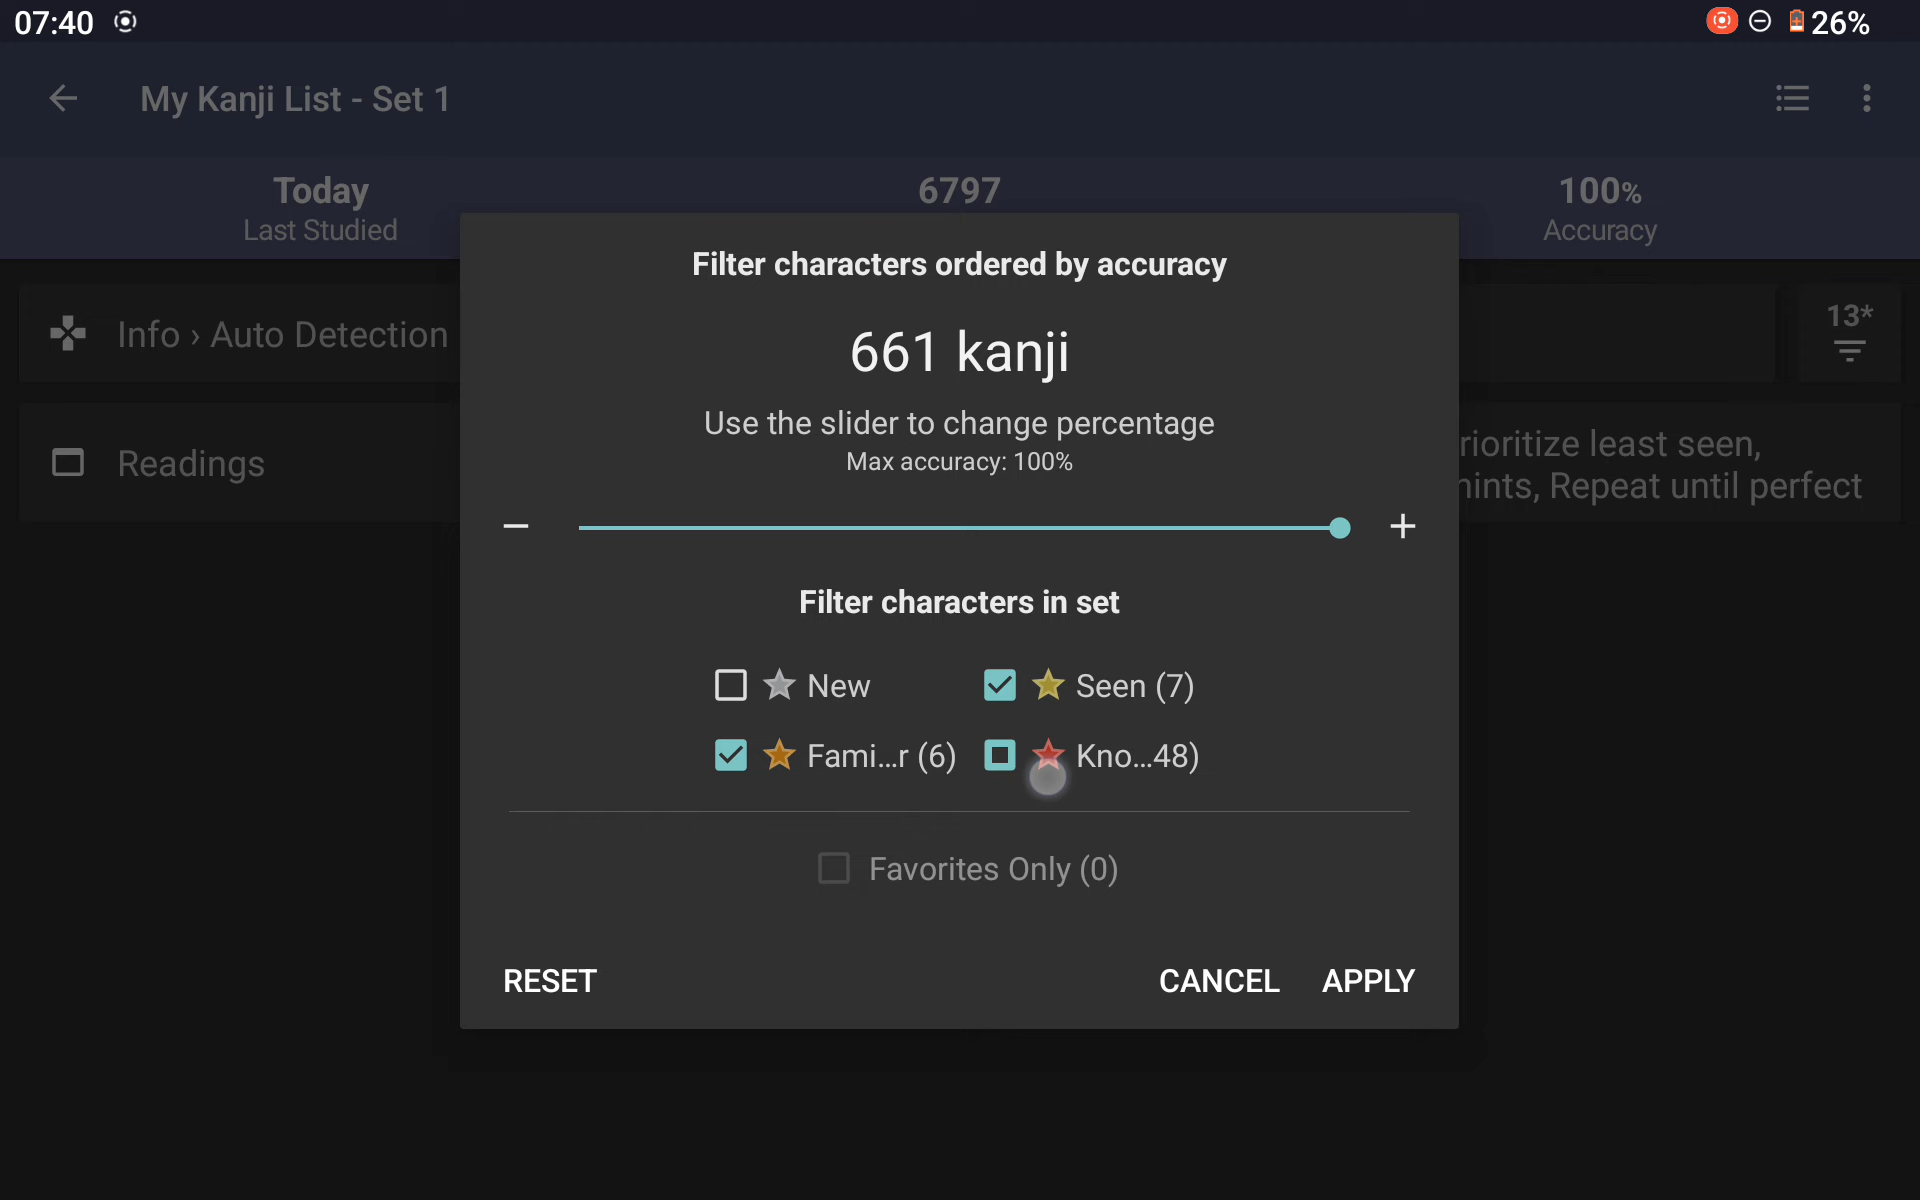 07:40
26%
My Kanji List - Set 1
Today
Last Studied
6797
100%
Accuracy
Info › Auto Detection
13*
Readings
rioritize least seen,
hints, Repeat until perfect
Filter characters ordered by accuracy
661 kanji
Use the slider to change percentage
Max accuracy: 100%
Filter characters in set
New
Seen (7)
Fami...r (6)
Kno...48)
Favorites Only (0)
RESET
CANCEL
APPLY